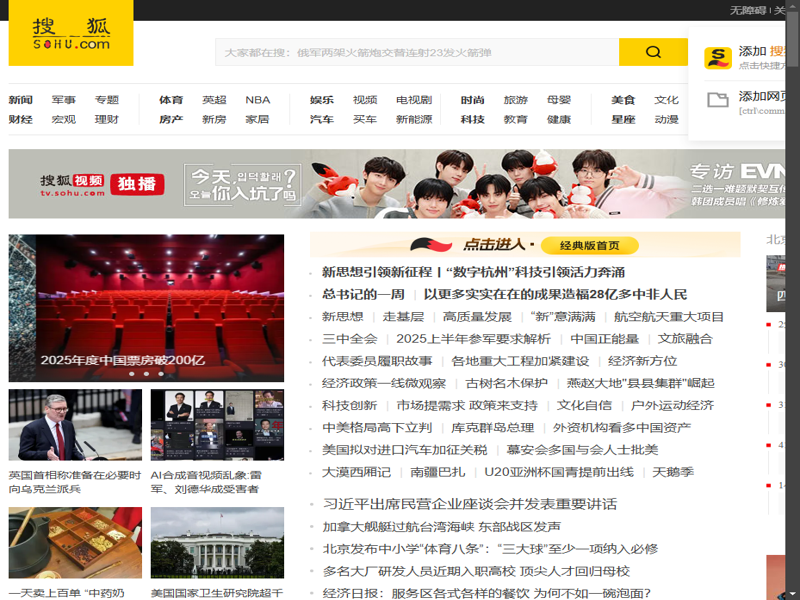 无障碍
搜狐
SOHU.com
大家都在搜：俄军两架火箭炮交替连射23发火箭弹
添加 搜
点击快捷方
添加网页
[ctrl\comm
新闻 军事 专题 体育 英超 NBA 娱乐 视频 电视剧 时尚 旅游 母婴 美食 文化
财经 宏观 理财 房产 新房 家居 汽车 买车 新能源 科技 教育 健康 星座 动漫
搜狐视频 独播
tv.sohu.com
今天,입덕할래?
오늘你入坑了吗
专访 EVN
二选一难题默契互
韩团成员唱《修炼
点击进入· 经典版首页
新思想引领新征程丨“数字杭州”科技引领活力奔涌
总书记的一周 | 以更多实实在在的成果造福28亿多中非人民
新思想 | 走基层 | 高质量发展 | “新”意满满 | 航空航天重大项目
三中全会 | 2025上半年参军要求解析 | 中国正能量 | 文旅融合
代表委员履职故事 | 各地重大工程加紧建设 | 经济新方位
经济政策一线微观察 | 古树名木保护 | 燕赵大地"县县集群"崛起
科技创新 | 市场提需求 政策来支持 | 文化自信 | 户外运动经济
中美格局高下立判 | 库克群岛总理 | 外资机构看多中国资产
美国拟对进口汽车加征关税 | 慕安会多国与会人士批美
大漠西厢记 | 南疆巴扎 | U20亚洲杯国青提前出线 | 天鹅季
习近平出席民营企业座谈会并发表重要讲话
加拿大舰艇过航台湾海峡 东部战区发声
北京发布中小学“体育八条”：“三大球”至少一项纳入必修
多名大厂研发人员近期入职高校 顶尖人才回归母校
经济日报：服务区各式各样的餐饮 为何不如一碗泡面?
2025年度中国票房破200亿
英国首相称准备在必要时向乌克兰派兵
AI合成音视频乱象:雷军、刘德华成受害者
一天卖上百单 “中药奶
美国国家卫生研究院超千
北京